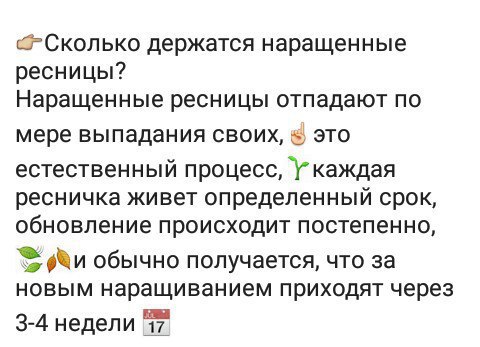 👉Сколько держатся наращенные
ресницы?
Наращенные ресницы отпадают по
мере выпадания своих,☝это
естественный процесс,🌱каждая
ресничка живет определенный срок,
обновление происходит постепенно,
🍃🍂и обычно получается, что за
новым наращиванием приходят через
3-4 недели 📅